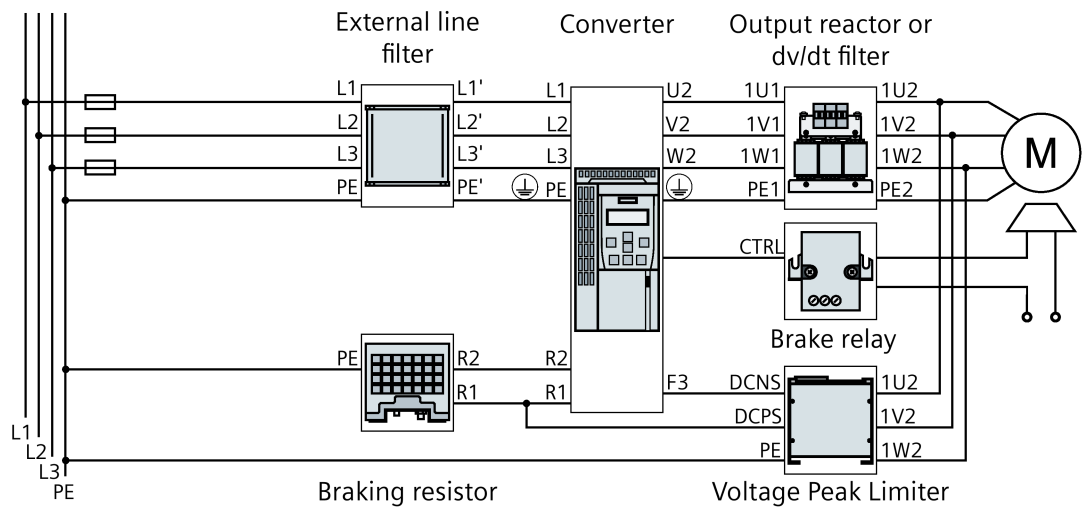 External line
filter
Converter
Output reactor or
dv/dt filter
L1 L1' L1 U2 1U1 1U2
L2 L2' L2 V2 1V1 1V2
L3 L3' L3 W2 1W1 1W2
M
PE PE' PE PE1 PE2
CTRL
Brake relay
PE R2 R2
R1 R1 F3 DCNS 1U2
DCPS 1V2
L1
L2
PE 1W2
L3
PE
Braking resistor
Voltage Peak Limiter